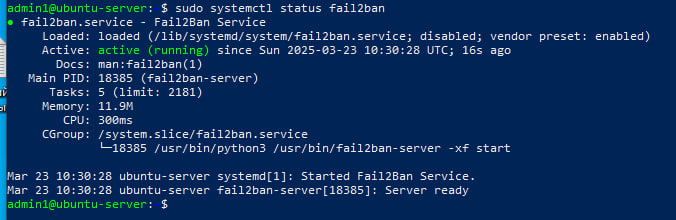 admin1@ubuntu-server: $ sudo systemctl status fail2ban
● fail2ban.service - Fail2Ban Service
Loaded: loaded (/lib/systemd/system/fail2ban.service; disabled; vendor preset: enabled)
Active: active (running) since Sun 2025-03-23 10:30:28 UTC; 16s ago
Docs: man:fail2ban(1)
Main PID: 18385 (fail2ban-server)
Tasks: 5 (limit: 2181)
Memory: 11.9M
CPU: 300ms
CGroup: /system.slice/fail2ban.service
└─18385 /usr/bin/python3 /usr/bin/fail2ban-server -xf start
Mar 23 10:30:28 ubuntu-server systemd[1]: Started Fail2Ban Service.
Mar 23 10:30:28 ubuntu-server fail2ban-server[18385]: Server ready
admin1@ubuntu-server: $